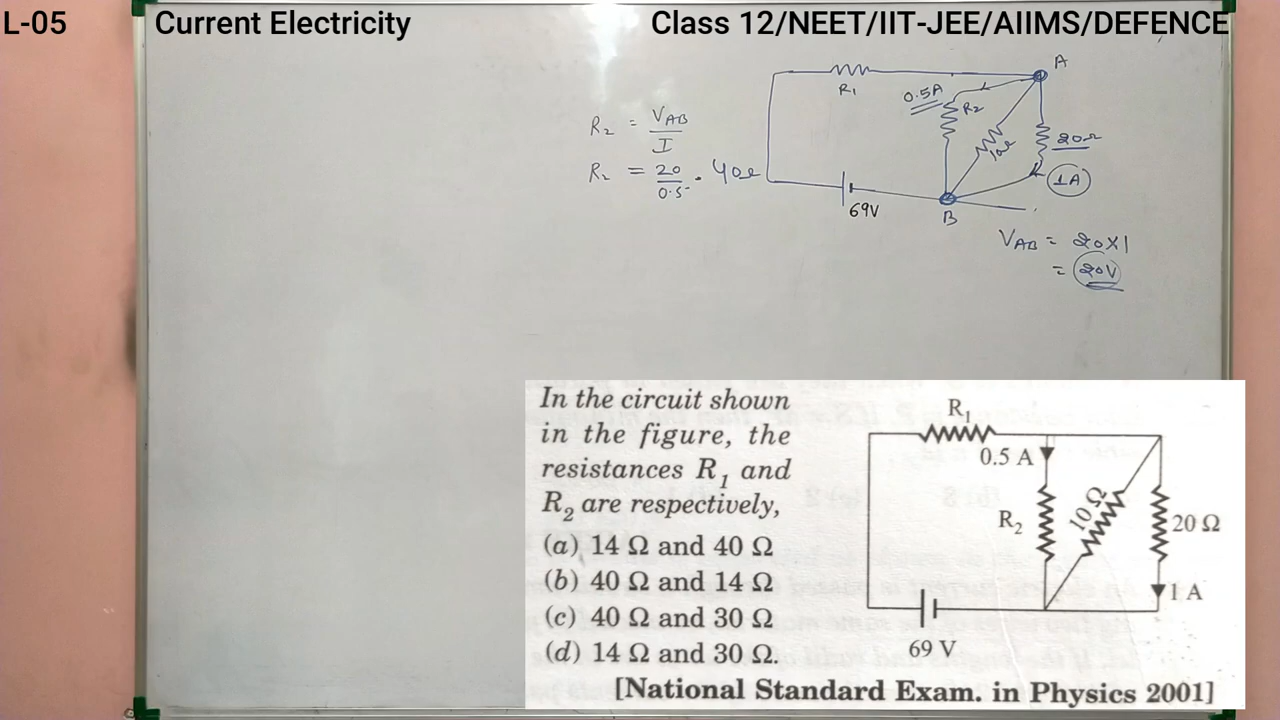 L-05
Current Electricity
Class 12/NEET/IIT-JEE/AIIMS/DEFENCE
A
R₁
0.5A
R₂
10Ω
20Ω
1A
69V
B
R₂ = V_AB / I
R₂ = 20 / 0.5 = 40Ω
V_AB = 20×1
= 20V
In the circuit shown
in the figure, the
resistances R₁ and
R₂ are respectively,
(a) 14 Ω and 40 Ω
(b) 40 Ω and 14 Ω
(c) 40 Ω and 30 Ω
(d) 14 Ω and 30 Ω.
R₁
0.5 A
R₂
10 Ω
20 Ω
1 A
69 V
[National Standard Exam. in Physics 2001]